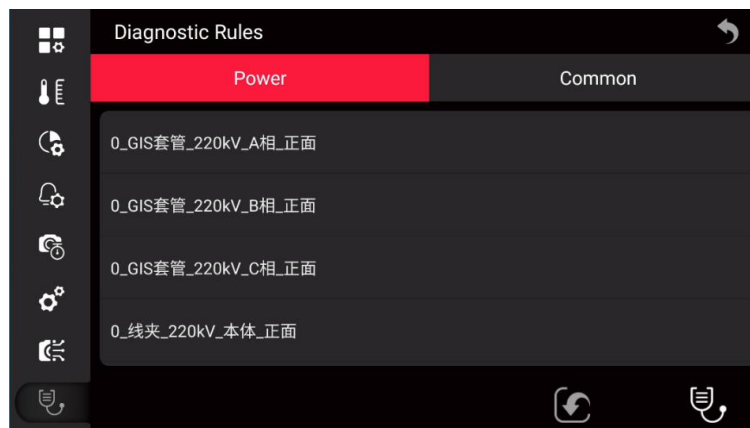 Diagnostic Rules
Power
Common
0_GIS套管_220kV_A相_正面
0_GIS套管_220kV_B相_正面
0_GIS套管_220kV_C相_正面
0_线夹_220kV_本体_正面